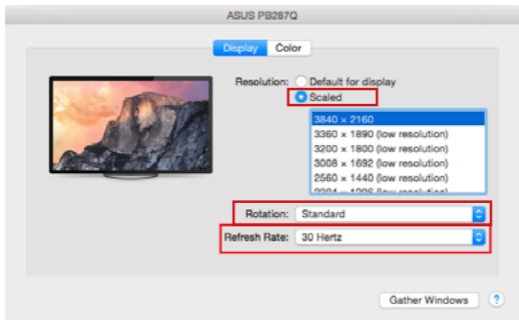 ASUS PB287Q
Display Color
Resolution: Default for display
Scaled
3840 × 2160
3360 × 1890 (low resolution)
3200 × 1800 (low resolution)
3008 × 1692 (low resolution)
2560 × 1440 (low resolution)
Rotation: Standard
Refresh Rate: 30 Hertz
Gather Windows ?